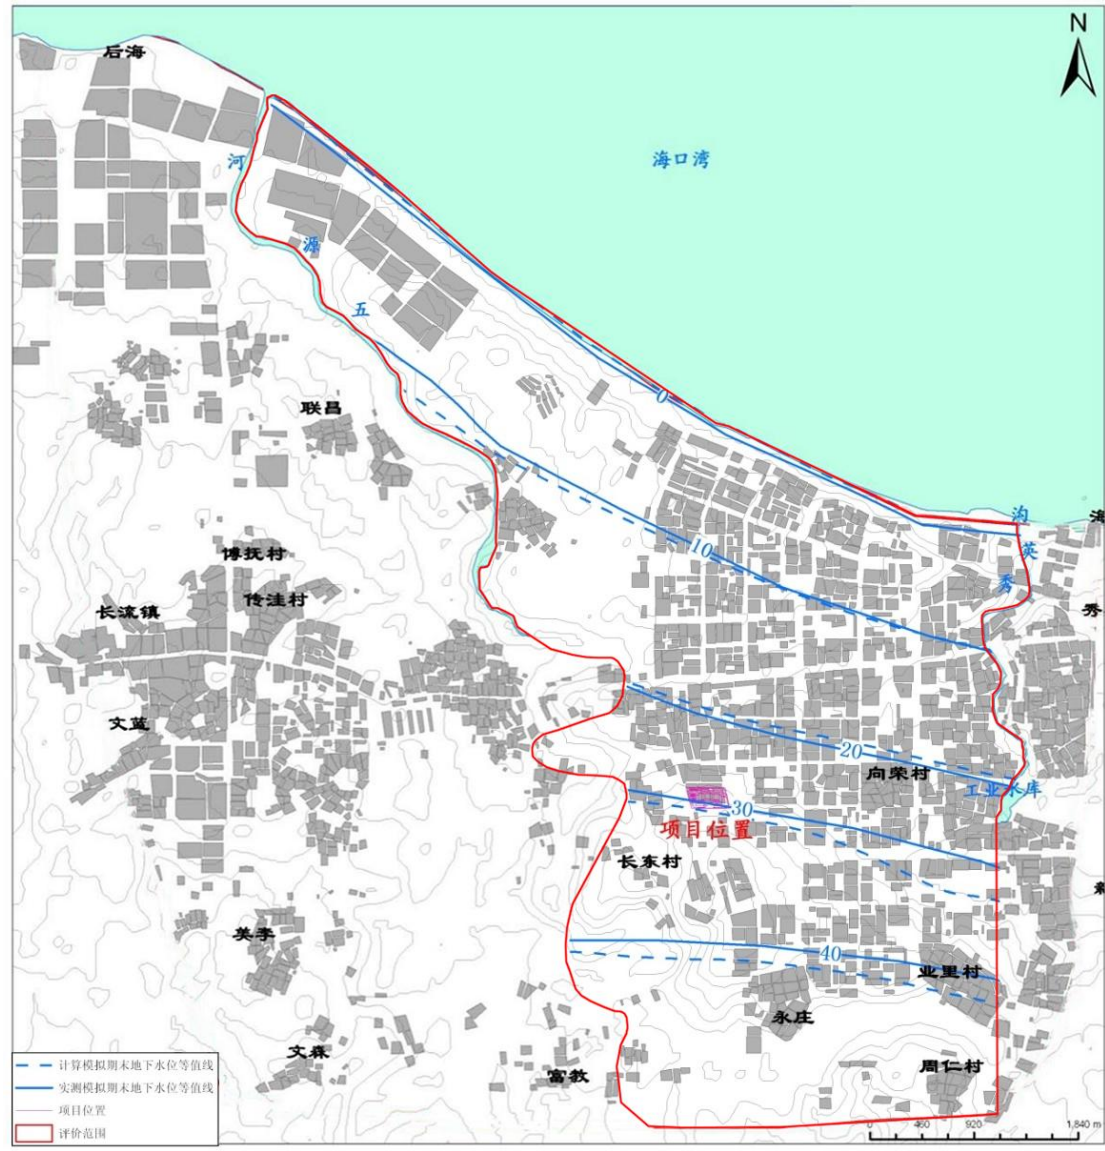 N
后海
海口湾
河
源
五
0
联昌
10
沟
海
英
秀
秀
博抚村
传洼村
长流镇
文蓝
20
向荣村
工业水库
30
项目位置
长东村
美李
40
业里村
永庄
文森
富教
周仁村
计算模拟期末地下水位等值线
实测模拟期末地下水位等值线
项目位置
评价范围
0 460 920 1,840 m